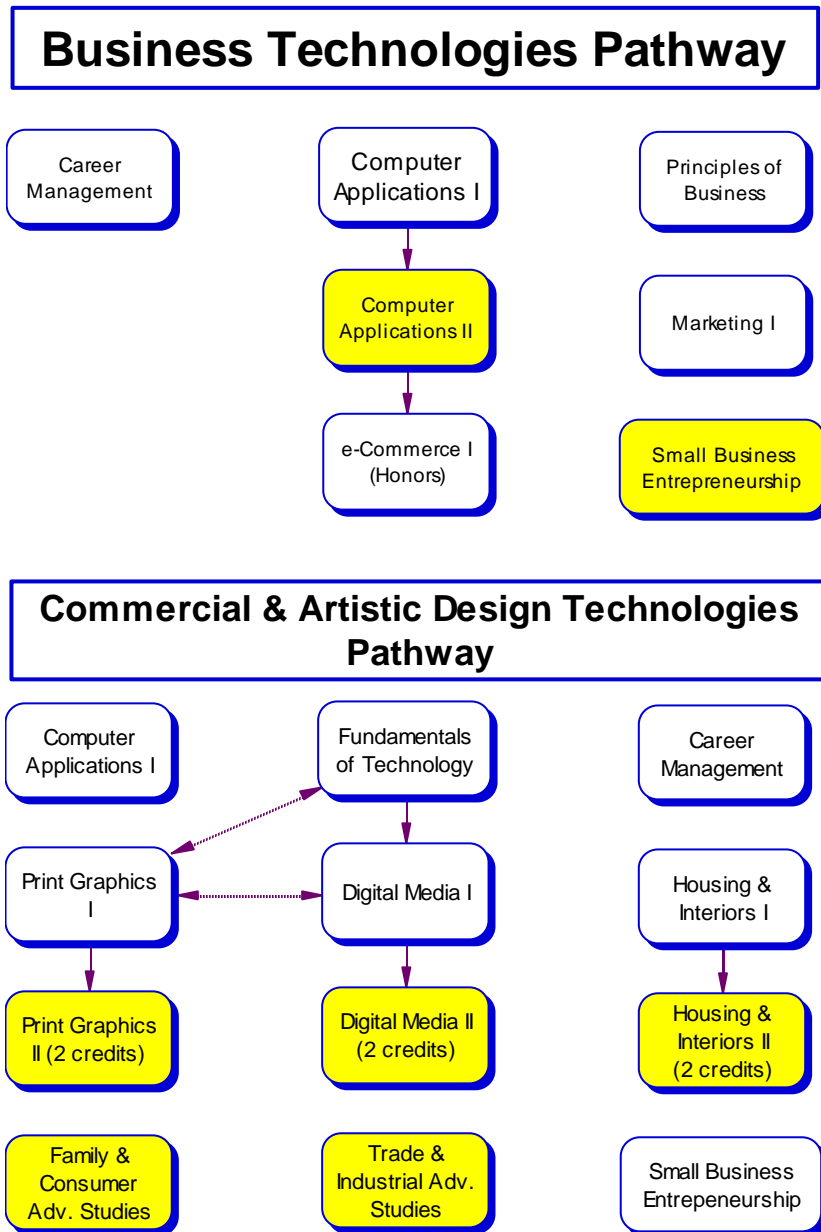 Business Technologies Pathway
Career
Management
Computer
Applications I
Principles of
Business
Computer
Applications II
Marketing I
e-Commerce I
(Honors)
Small Business
Entrepreneurship
Commercial & Artistic Design Technologies
Pathway
Computer
Applications I
Fundamentals
of Technology
Career
Management
Print Graphics
I
Digital Media I
Housing &
Interiors I
Print Graphics
II (2 credits)
Digital Media II
(2 credits)
Housing &
Interiors II
(2 credits)
Family &
Consumer
Adv. Studies
Trade &
Industrial Adv.
Studies
Small Business
Entrepeneurship